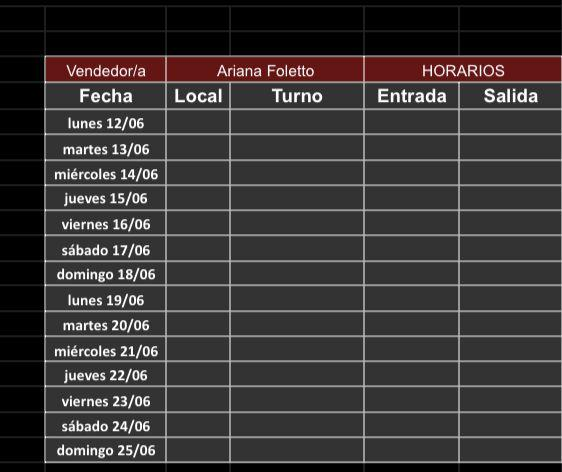 Vendedor/a Ariana Foletto HORARIOS
Fecha Local Turno Entrada Salida
lunes 12/06
martes 13/06
miércoles 14/06
jueves 15/06
viernes 16/06
sábado 17/06
domingo 18/06
lunes 19/06
martes 20/06
miércoles 21/06
jueves 22/06
viernes 23/06
sábado 24/06
domingo 25/06